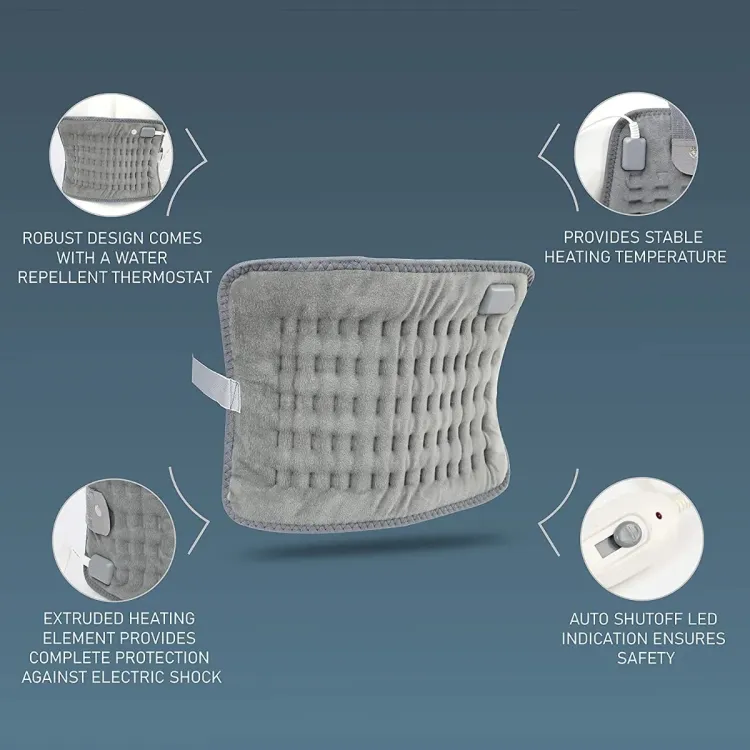 ROBUST DESIGN COMES
WITH A WATER
REPELLENT THERMOSTAT
PROVIDES STABLE
HEATING TEMPERATURE
EXTRUDED HEATING
ELEMENT PROVIDES
COMPLETE PROTECTION
AGAINST ELECTRIC SHOCK
AUTO SHUTOFF LED
INDICATION ENSURES
SAFETY